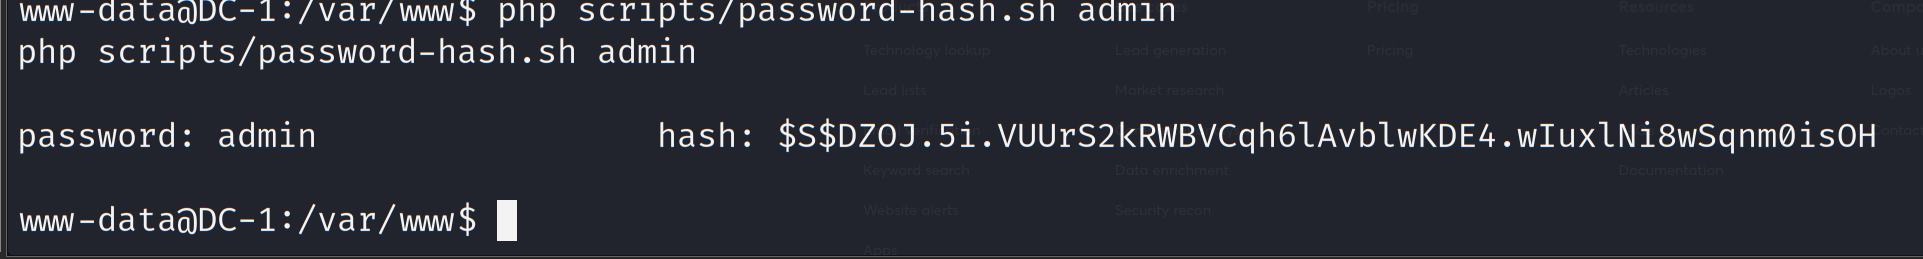 www-data@DC-1:/var/www$ php scripts/password-hash.sh admin
php scripts/password-hash.sh admin
password: admin hash: $S$DZOJ.5i.VUUrS2kRWBVCqh6lAvblwKDE4.wIuxlNi8wSqnm0isOH
www-data@DC-1:/var/www$
Pricing Resources
Technology lookup Lead generation Pricing Technologies
Lead lists Market research Articles Logos
Keyword search Data enrichment Documentation
Website alerts Security recon
Apps